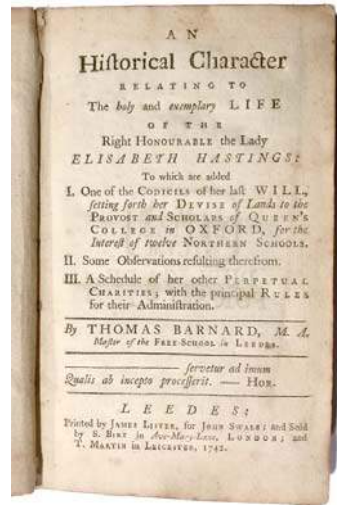 AN
Hiſtorical Character
RELATING TO
The holy and exemplary LIFE
OF THE
Right HONOURABLE the Lady
ELISABETH HASTINGS:
To which are added
I. One of the CODICILS of her laſt WILL,
ſetting forth her DEVISE of Lands to the
PROVOST and SCHOLARS of QUEEN'S
COLLEGE in OXFORD, for the
Intereſt of twelve NORTHERN SCHOOLS.
II. Some Obſervations reſulting therefrom.
III. A Schedule of her other PERPETUAL
CHARITIES; with the principal RULES
for their Adminiſtration.
By THOMAS BARNARD, M. A.
Maſter of the FREE-SCHOOL in LEEDES.
ſervetur ad imum
Qualis ab incepto proceſſerit. — HOR.
LEEDES:
Printed by JAMES LISTER, for JOHN SWALE; and Sold
by S. BIRT in Ave-Mary-Lane, LONDON; and
T. MARTIN in LEICESTER, 1742.